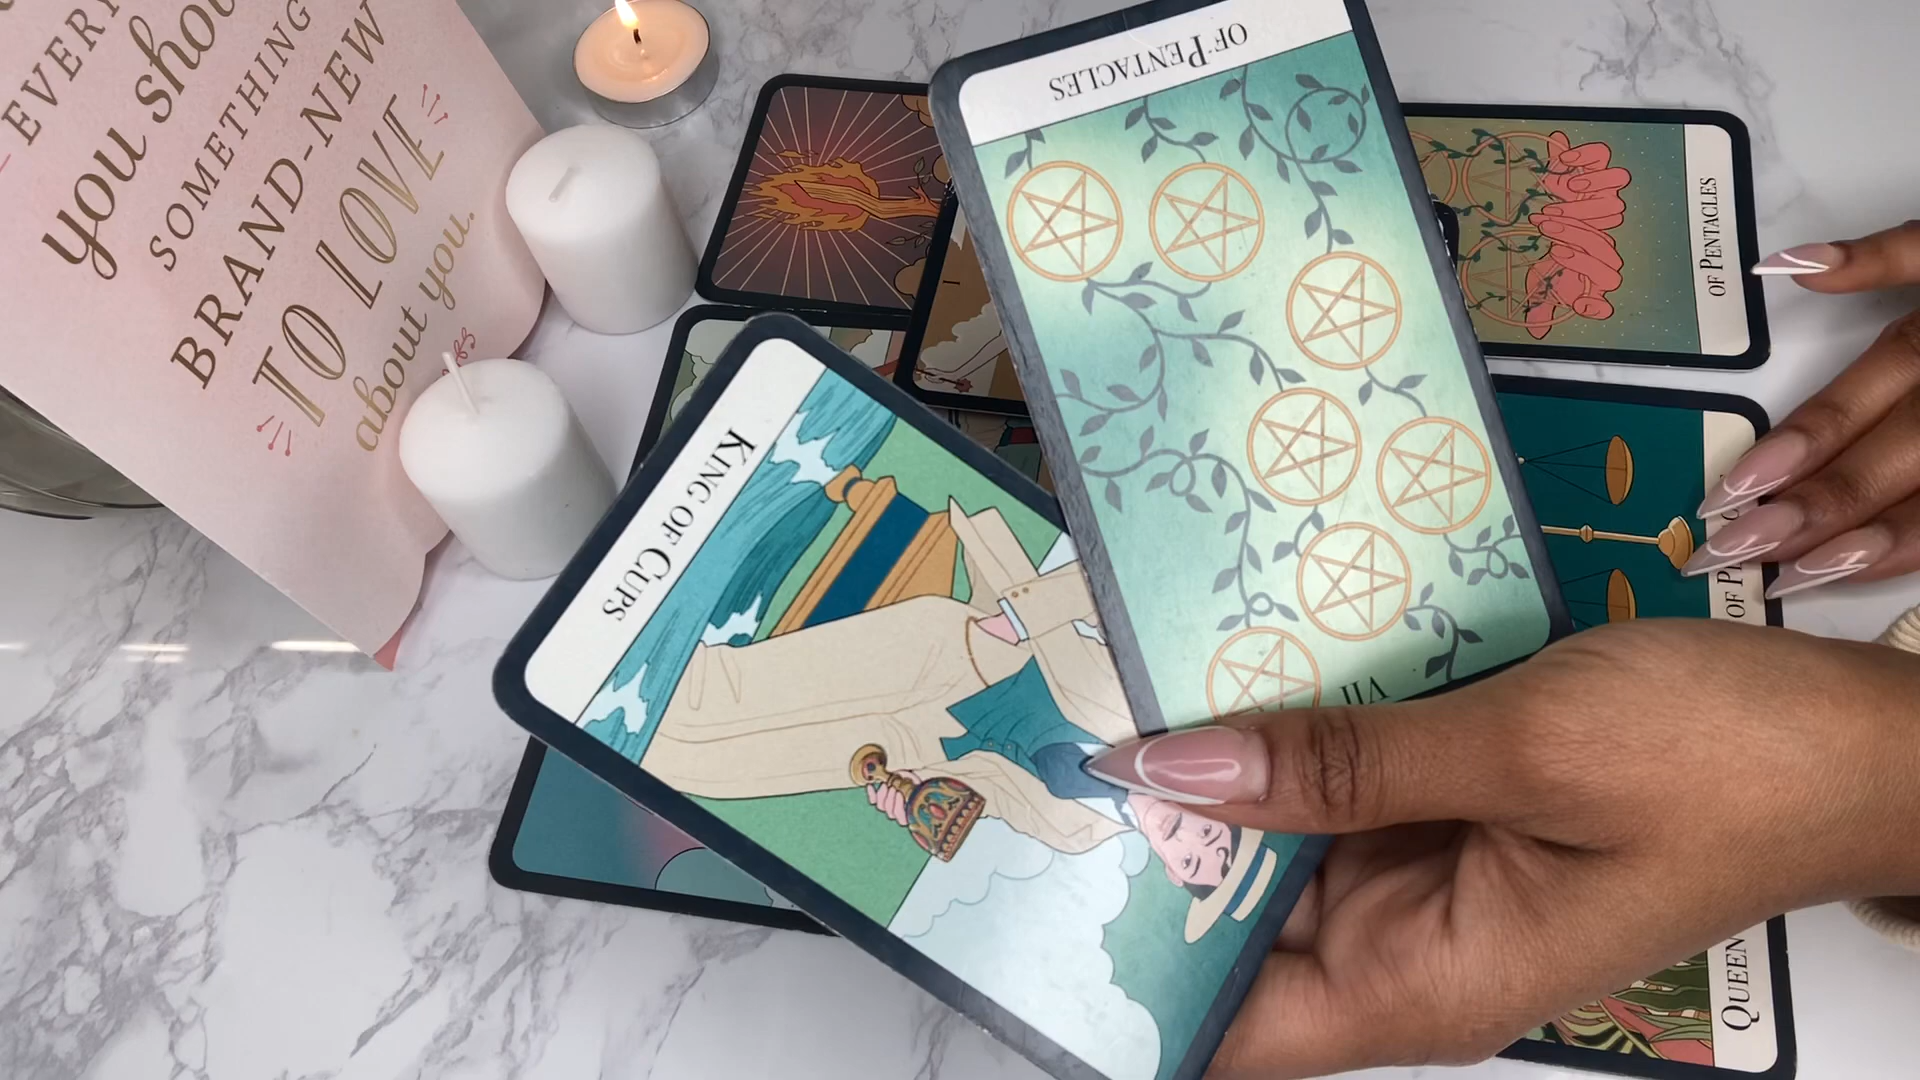 EVERY
you shou
SOMETHING
BRAND-NEW
TO LOVE
about you.
OF PENTACLES
VII
KING OF CUPS
I
OF PENTACLES
OF P
QUEEN